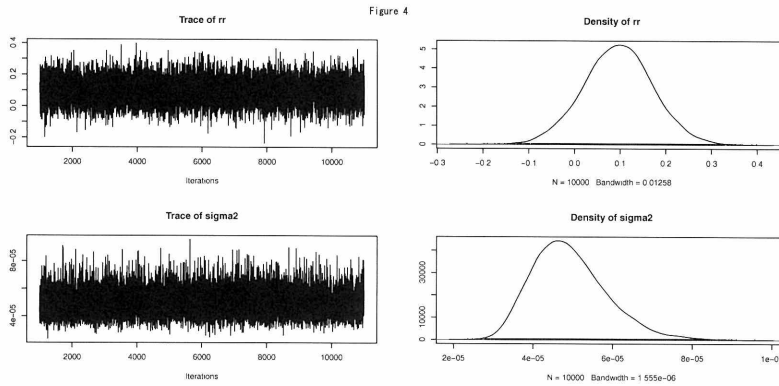 Figure 4
Trace of rr
0.4
0.2
0.0
−0.2
2000 4000 6000 8000 10000
Iterations
Density of rr
5
4
3
2
1
0
−0.3 −0.2 −0.1 0.0 0.1 0.2 0.3 0.4
N = 10000 Bandwidth = 0 01258
Trace of sigma2
8e−05
4e−05
2000 4000 6000 8000 10000
Iterations
Density of sigma2
30000
10000
0
2e−05 4e−05 6e−05 8e−05 1e−0
N = 10000 Bandwidth = 1 555e−06